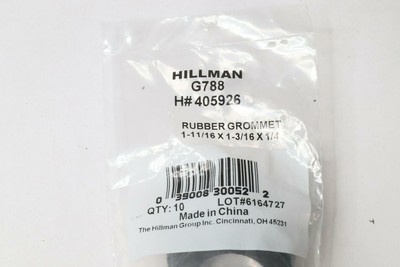 HILLMAN
G788
H# 405926
RUBBER GROMMET
1-11/16 X 1-3/16 X 1/4
0 35008 30052 2
QTY: 10 LOT#6164727
Made in China
The Hillman Group Inc. Cincinnati, OH 45231